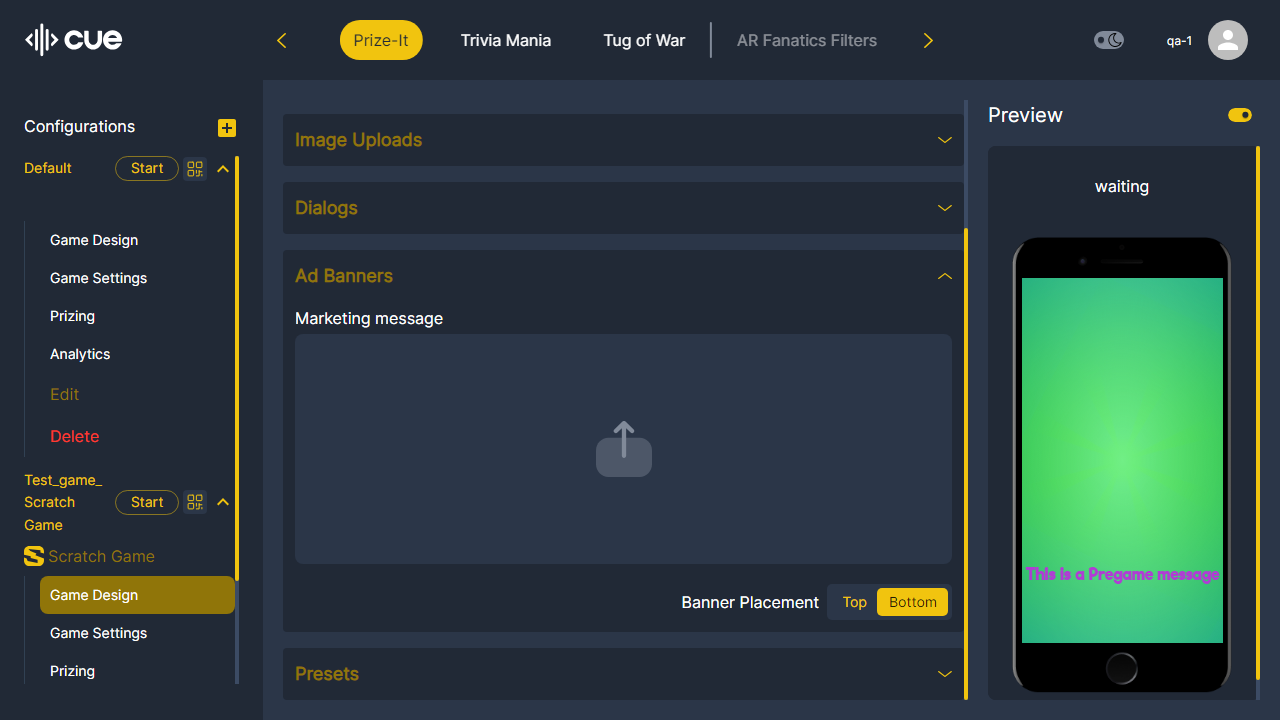 cue
Prize-It
Trivia Mania
Tug of War
AR Fanatics Filters
qa-1
Configurations
Default
Start
Game Design
Game Settings
Prizing
Analytics
Edit
Delete
Test_game_
Scratch
Game
Start
Scratch Game
Game Design
Game Settings
Prizing
Image Uploads
Dialogs
Ad Banners
Marketing message
Banner Placement
Top
Bottom
Presets
Preview
waiting
This is a Pregame message